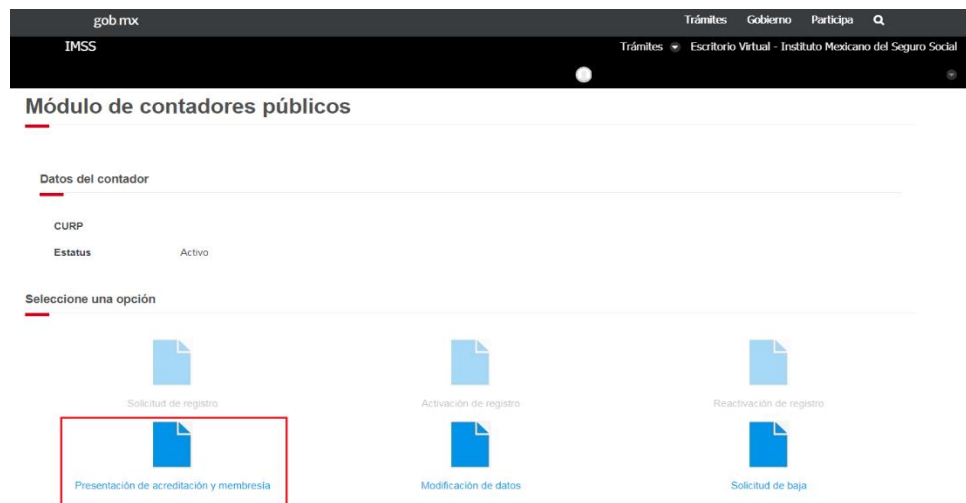 gob mx Trámites Gobierno Participa
IMSS Trámites Escritorio Virtual - Instituto Mexicano del Seguro Social
Módulo de contadores públicos
Datos del contador
CURP
Estatus Activo
Seleccione una opción
Solicitud de registro Activación de registro Reactivación de registro
Presentación de acreditación y membresía Modificación de datos Solicitud de baja